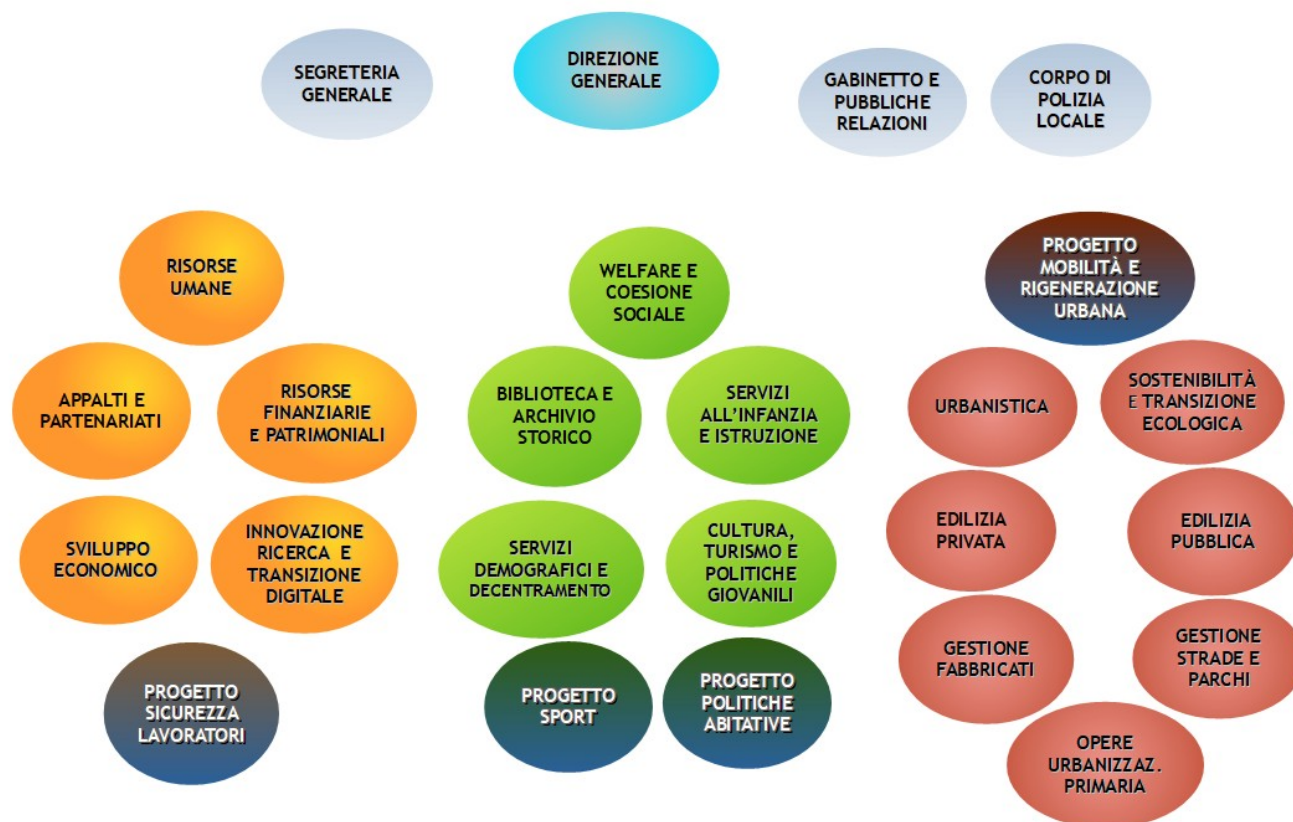 SEGRETERIA
GENERALE
DIREZIONE
GENERALE
GABINETTO E
PUBBLICHE
RELAZIONI
CORPO DI
POLIZIA
LOCALE
RISORSE
UMANE
APPALTI E
PARTENARIATI
RISORSE
FINANZIARIE
E PATRIMONIALI
SVILUPPO
ECONOMICO
INNOVAZIONE
RICERCA E
TRANSIZIONE
DIGITALE
PROGETTO
SICUREZZA
LAVORATORI
WELFARE E
COESIONE
SOCIALE
BIBLIOTECA E
ARCHIVIO
STORICO
SERVIZI
ALL'INFANZIA
E ISTRUZIONE
SERVIZI
DEMOGRAFICI E
DECENTRAMENTO
CULTURA,
TURISMO E
POLITICHE
GIOVANILI
PROGETTO
SPORT
PROGETTO
POLITICHE
ABITATIVE
PROGETTO
MOBILITÀ E
RIGENERAZIONE
URBANA
URBANISTICA
SOSTENIBILITÀ
E TRANSIZIONE
ECOLOGICA
EDILIZIA
PRIVATA
EDILIZIA
PUBBLICA
GESTIONE
FABBRICATI
GESTIONE
STRADE E
PARCHI
OPERE
URBANIZZAZ.
PRIMARIA